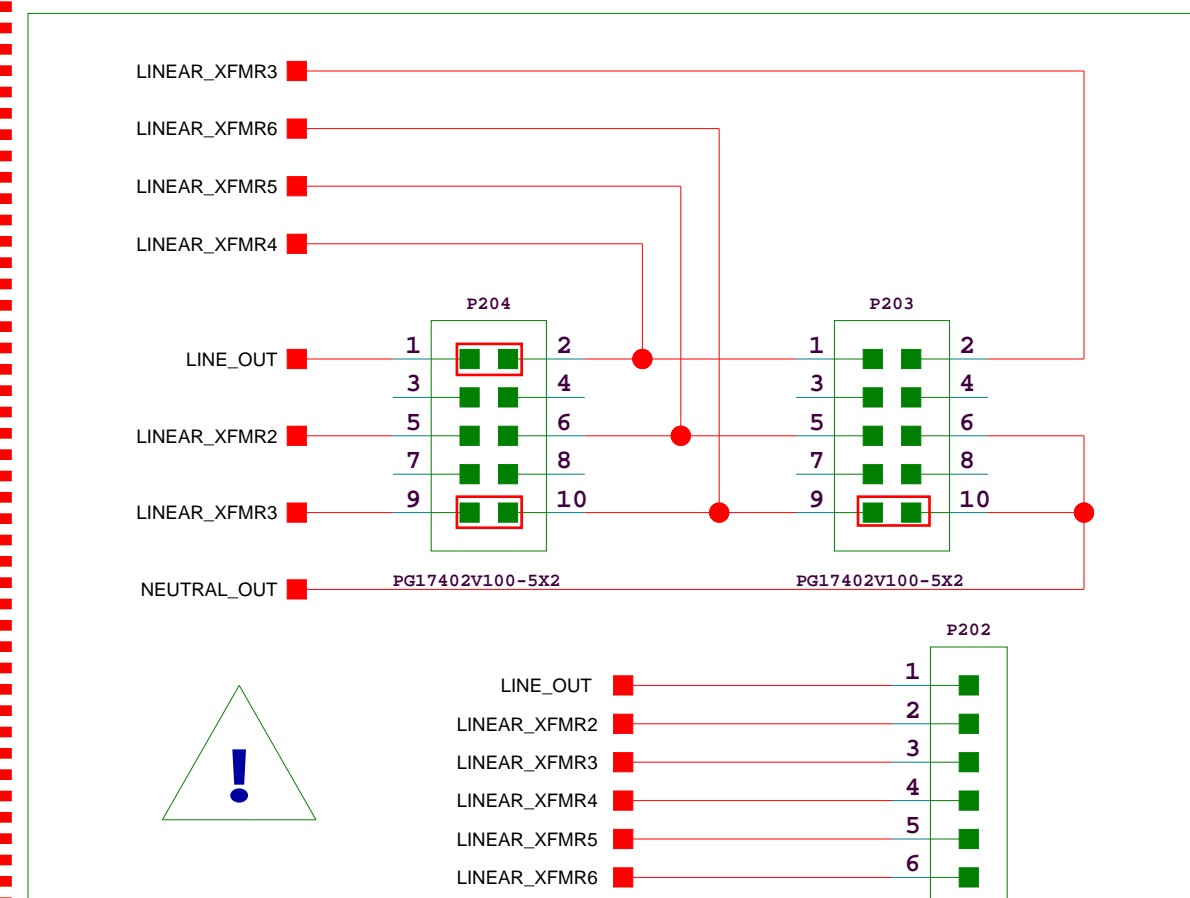 LINEAR_XFMR3
LINEAR_XFMR6
LINEAR_XFMR5
LINEAR_XFMR4
P204 P203
LINE_OUT 1 2 1 2
3 4 3 4
LINEAR_XFMR2 5 6 5 6
7 8 7 8
LINEAR_XFMR3 9 10 9 10
NEUTRAL_OUT PG17402V100-5X2 PG17402V100-5X2
P202
LINE_OUT 1
LINEAR_XFMR2 2
LINEAR_XFMR3 3
!
LINEAR_XFMR4 4
LINEAR_XFMR5 5
LINEAR_XFMR6 6